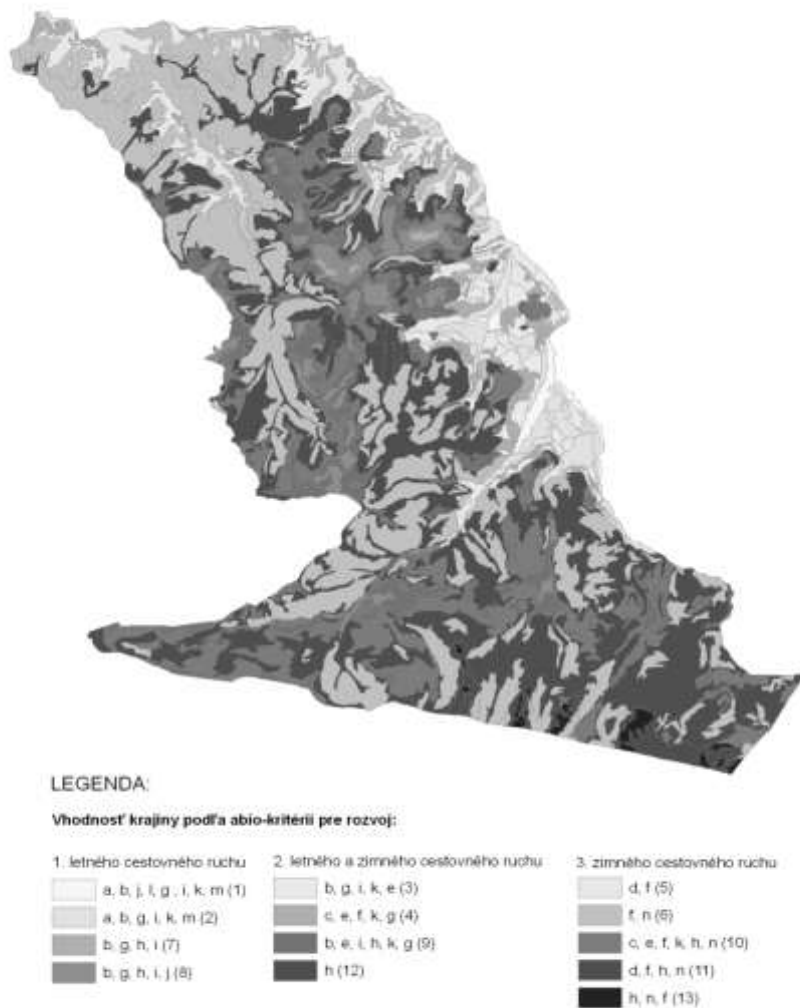 LEGENDA:
Vhodnosť krajiny podľa abio-kritérií pre rozvoj:
1. letného cestovného ruchu
a, b, j, l, g , i, k, m (1)
a, b, g, i, k, m (2)
b, g, h, i (7)
b, g, h, i, j (8)
2. letného a zimného cestovného ruchu
b, g, i, k, e (3)
c, e, f, k, g (4)
b, e, i, h, k, g (9)
h (12)
3. zimného cestovného ruchu
d, f (5)
f, n (6)
c, e, f, k, h, n (10)
d, f, h, n (11)
h, n, f (13)